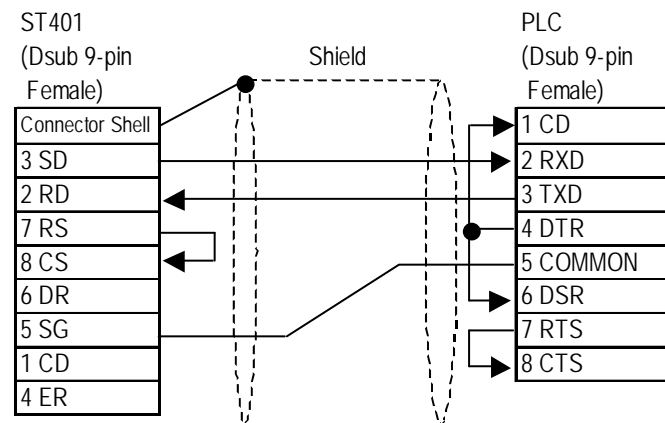 ST401
(Dsub 9-pin
Female)
Shield
PLC
(Dsub 9-pin
Female)
Connector Shell
3 SD
2 RD
7 RS
8 CS
6 DR
5 SG
1 CD
4 ER
1 CD
2 RXD
3 TXD
4 DTR
5 COMMON
6 DSR
7 RTS
8 CTS